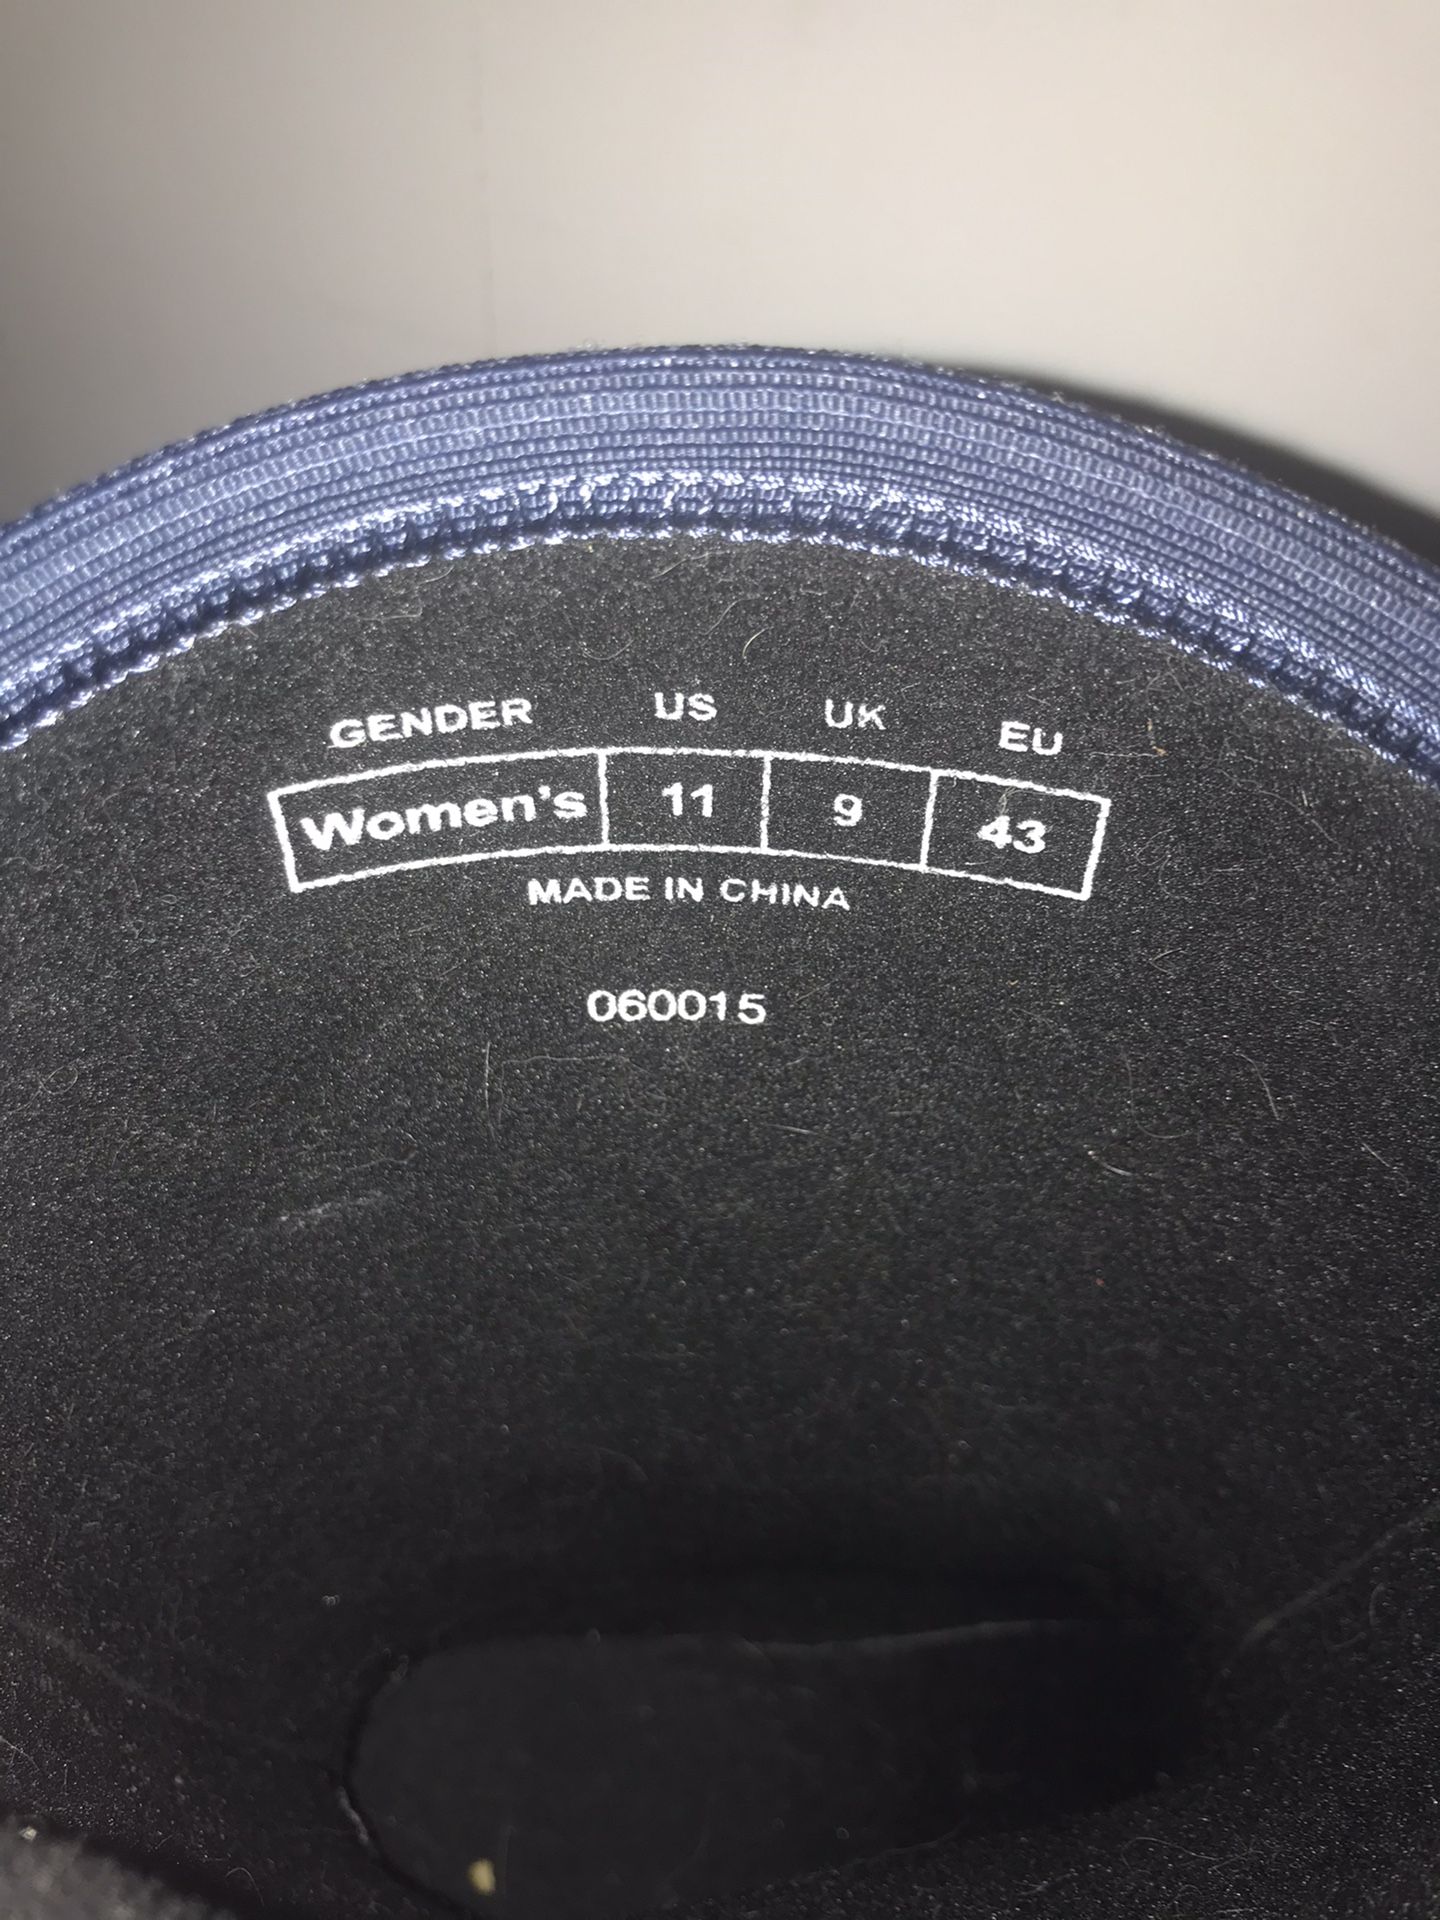 GENDER US UK EU
Women's 11 9 43
MADE IN CHINA
060015